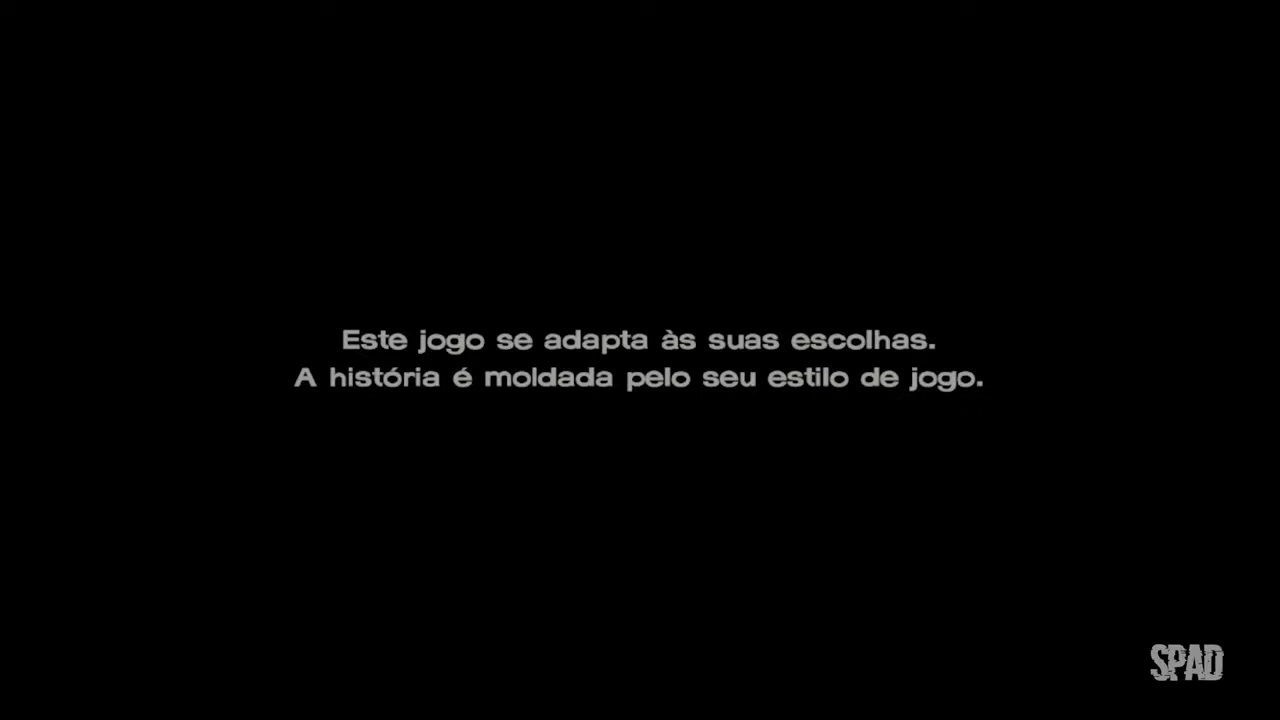 Este jogo se adapta às suas escolhas.
A história é moldada pelo seu estilo de jogo.
SPAD